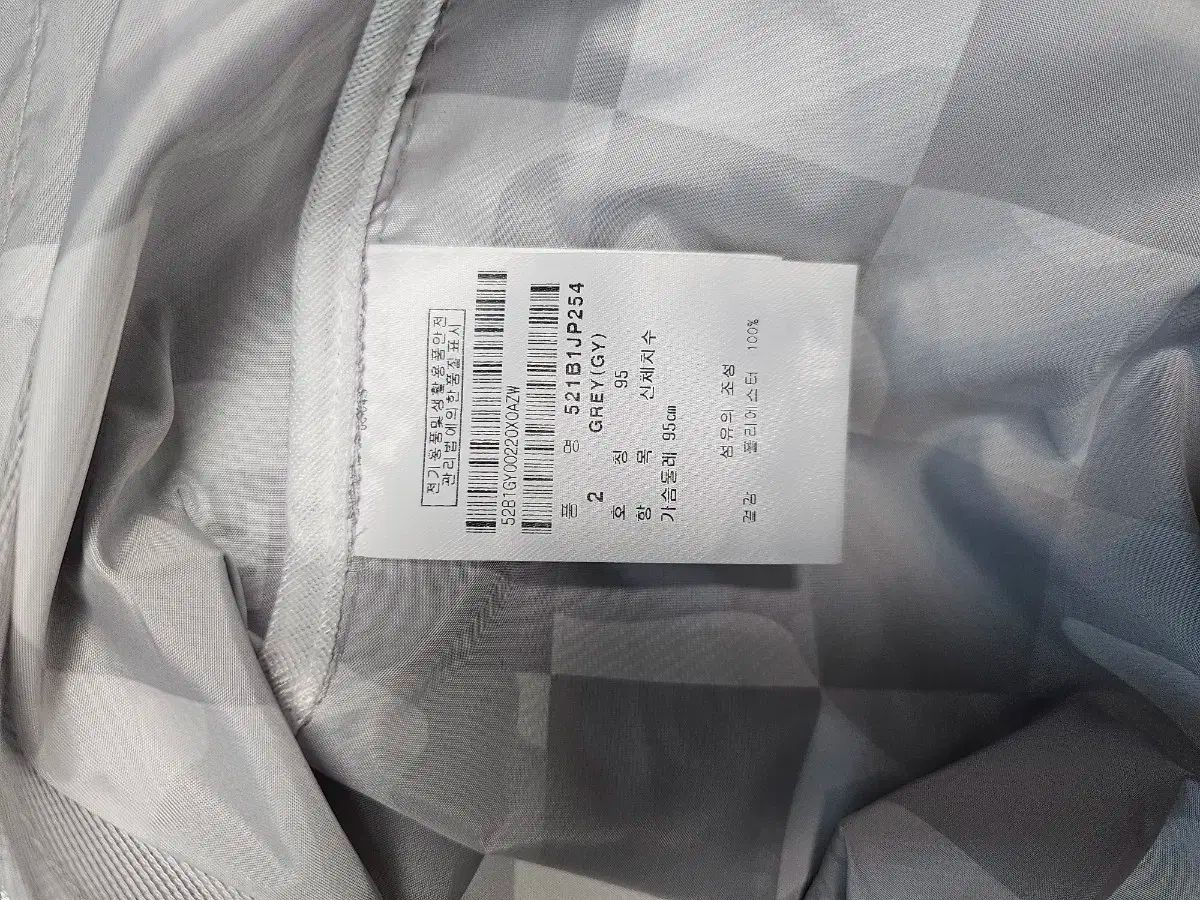 전기용품및생활용품안전
관리법에의한품질표시
52B1GY00220X0AZW
품 명 521B1JP254
2 GREY(GY)
호 칭 95
항 목 신체치수
가슴둘레 95cm
섬유의 조성
겉감 폴리에스터 100%